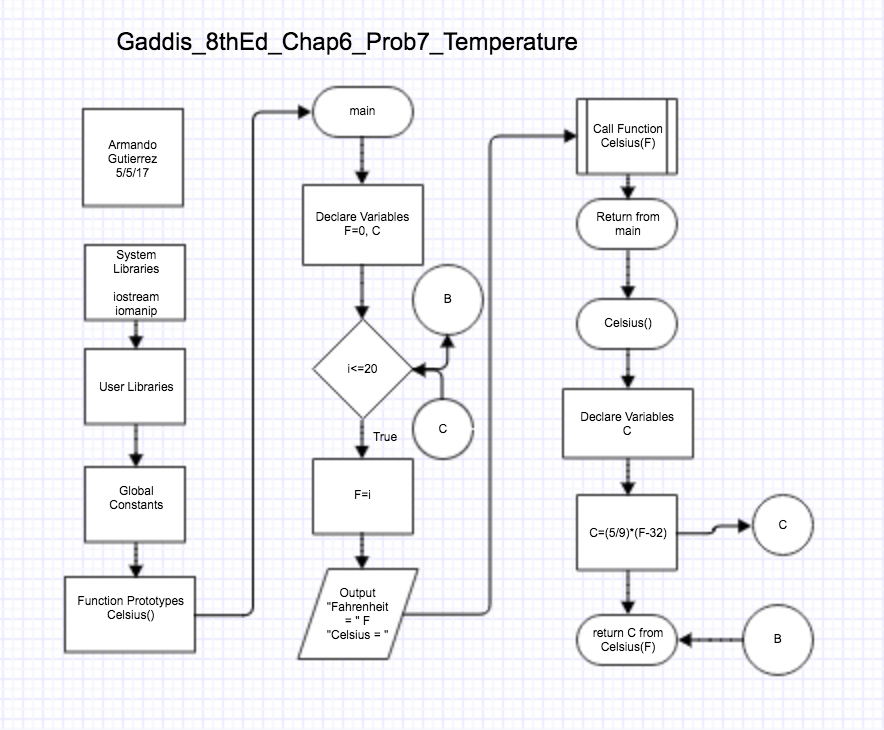 Gaddis_8thEd_Chap6_Prob7_Temperature
Armando
Gutierrez
5/5/17
System
Libraries
iostream
iomanip
User Libraries
Global
Constants
Function Prototypes
Celsius()
main
Declare Variables
F=0, C
B
i<=20
C
True
F=i
Output
"Fahrenheit
= " F
"Celsius = "
Call Function
Celsius(F)
Return from
main
Celsius()
Declare Variables
C
C=(5/9)*(F-32)
C
return C from
Celsius(F)
B